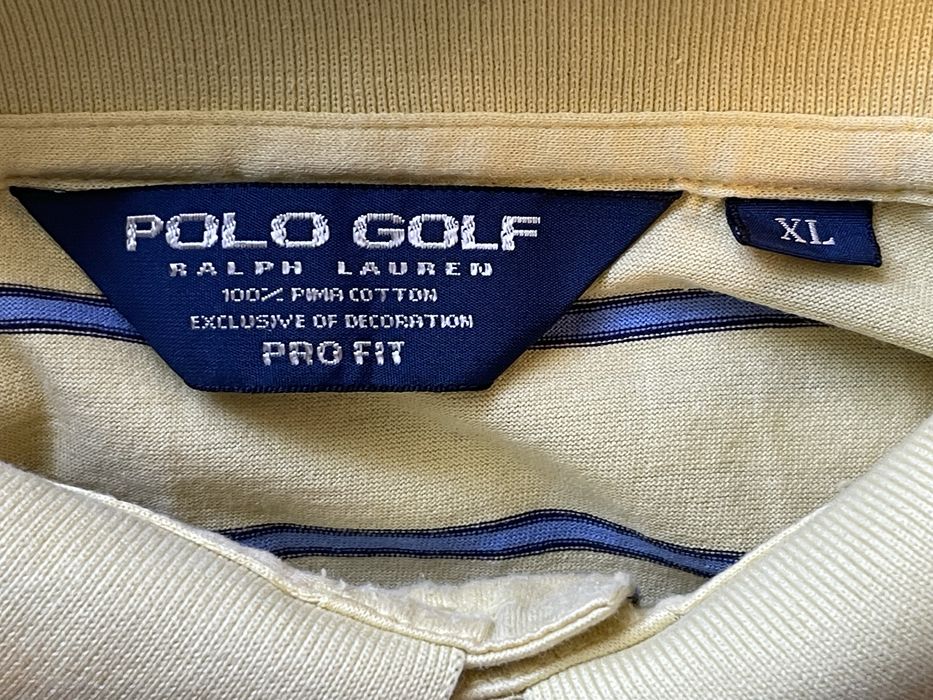 POLO GOLF
RALPH LAUREN
100% PIMA COTTON
EXCLUSIVE OF DECORATION
PRO FIT
XL